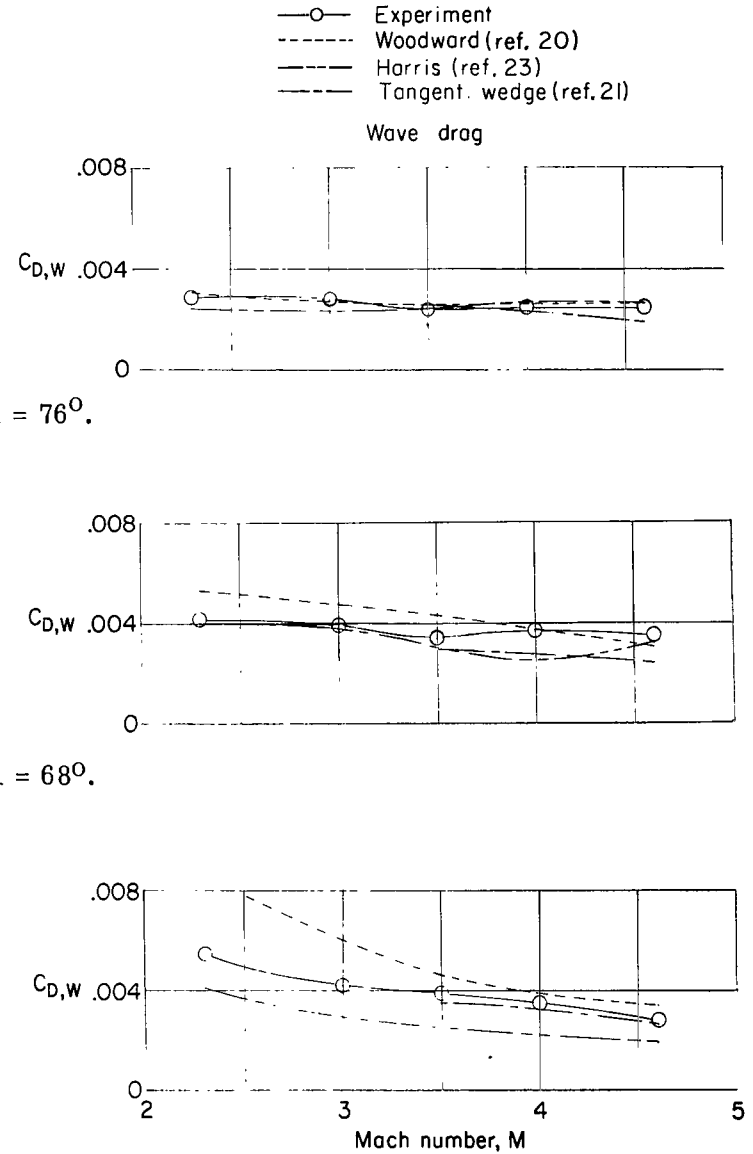 Experiment
Woodward (ref. 20)
Harris (ref. 23)
Tangent. wedge (ref. 21)
Wave drag
.008
C_D,W .004
0
= 76°.
.008
C_D,W .004
0
= 68°.
.008
C_D,W .004
0
2 3 4 5
Mach number, M